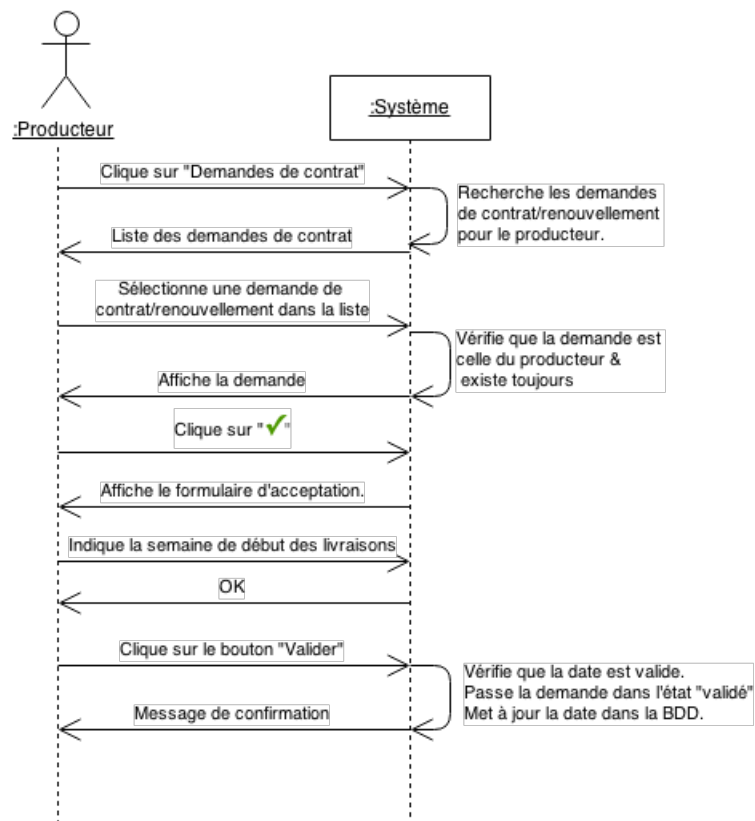 :Producteur
:Système
Clique sur "Demandes de contrat"
Recherche les demandes
de contrat/renouvellement
pour le producteur.
Liste des demandes de contrat
Sélectionne une demande de
contrat/renouvellement dans la liste
Vérifie que la demande est
celle du producteur &
existe toujours
Affiche la demande
Clique sur "✓"
Affiche le formulaire d'acceptation.
Indique la semaine de début des livraisons
OK
Clique sur le bouton "Valider"
Vérifie que la date est valide.
Passe la demande dans l'état "validé"
Met à jour la date dans la BDD.
Message de confirmation